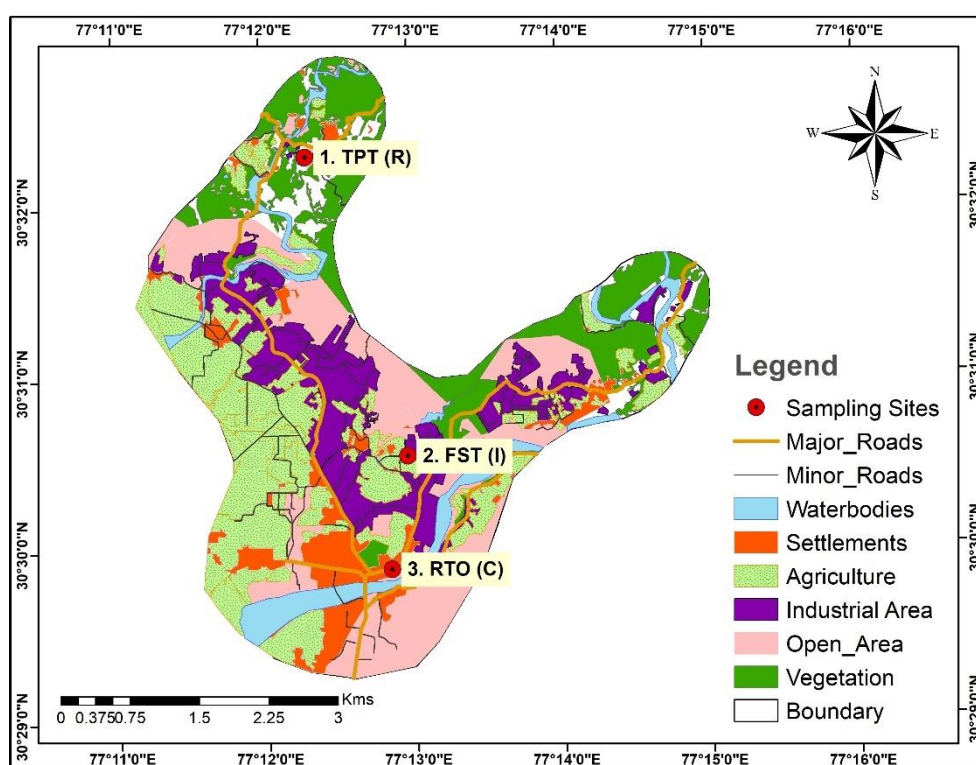 77°11'0"E 77°12'0"E 77°13'0"E 77°14'0"E 77°15'0"E 77°16'0"E
N
W E
S
1. TPT (R)
30°32'0"N 30°32'0"N
30°31'0"N 30°31'0"N
Legend
Sampling Sites
Major_Roads
2. FST (I)
Minor_Roads
Waterbodies
Settlements
30°30'0"N 30°30'0"N
3. RTO (C)
Agriculture
Industrial Area
Open_Area
Vegetation
Boundary
Kms
0 0.375 0.75 1.5 2.25 3
30°29'0"N 30°29'0"N
77°11'0"E 77°12'0"E 77°13'0"E 77°14'0"E 77°15'0"E 77°16'0"E